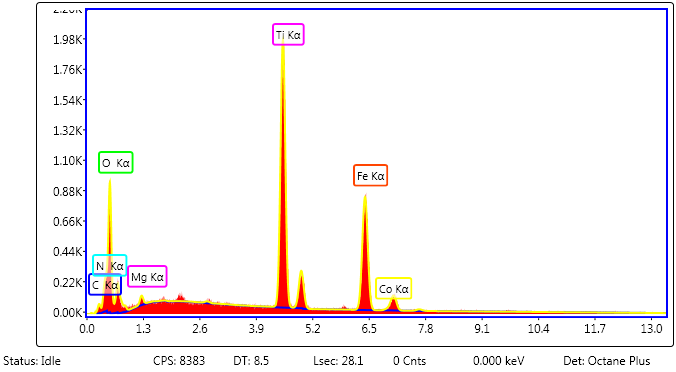 2.20K
1.98K
Ti Kα
1.76K
1.54K
1.32K
1.10K
O Kα
Fe Kα
0.88K
0.66K
0.44K
N Kα
Mg Kα
0.22K
C Kα
Co Kα
0.00K
0.0 1.3 2.6 3.9 5.2 6.5 7.8 9.1 10.4 11.7 13.0
Status: Idle CPS: 8383 DT: 8.5 Lsec: 28.1 0 Cnts 0.000 keV Det: Octane Plus